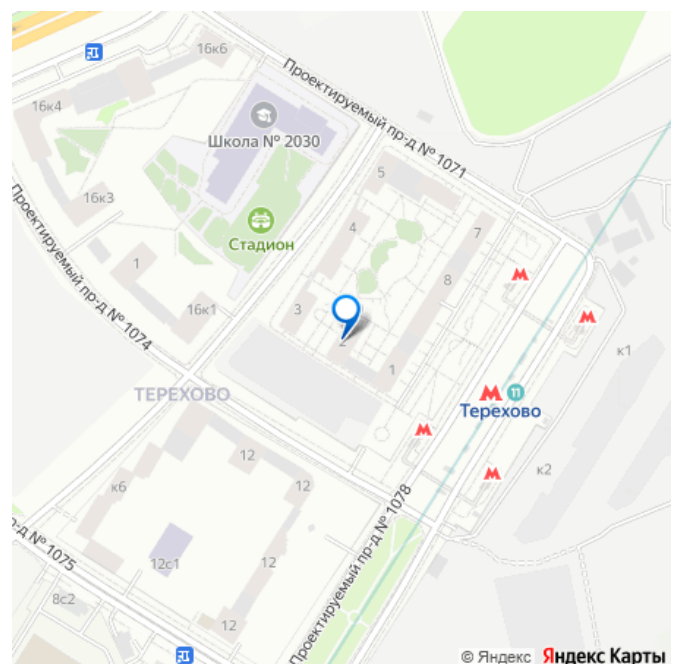 16к6
16к4
Школа № 2030
Проектируемый пр-д № 1071
5
16к3
Стадион
4
7
Проектируемый пр-д № 1074
1
8
16к1
3
2
к1
1
ТЕРЕХОВО
11
Терехово
12
к6
12
12
к2
Проектируемый пр-д № 1078
р-д № 1075
12с1
12
8с2
12
© Яндекс Яндекс Карты